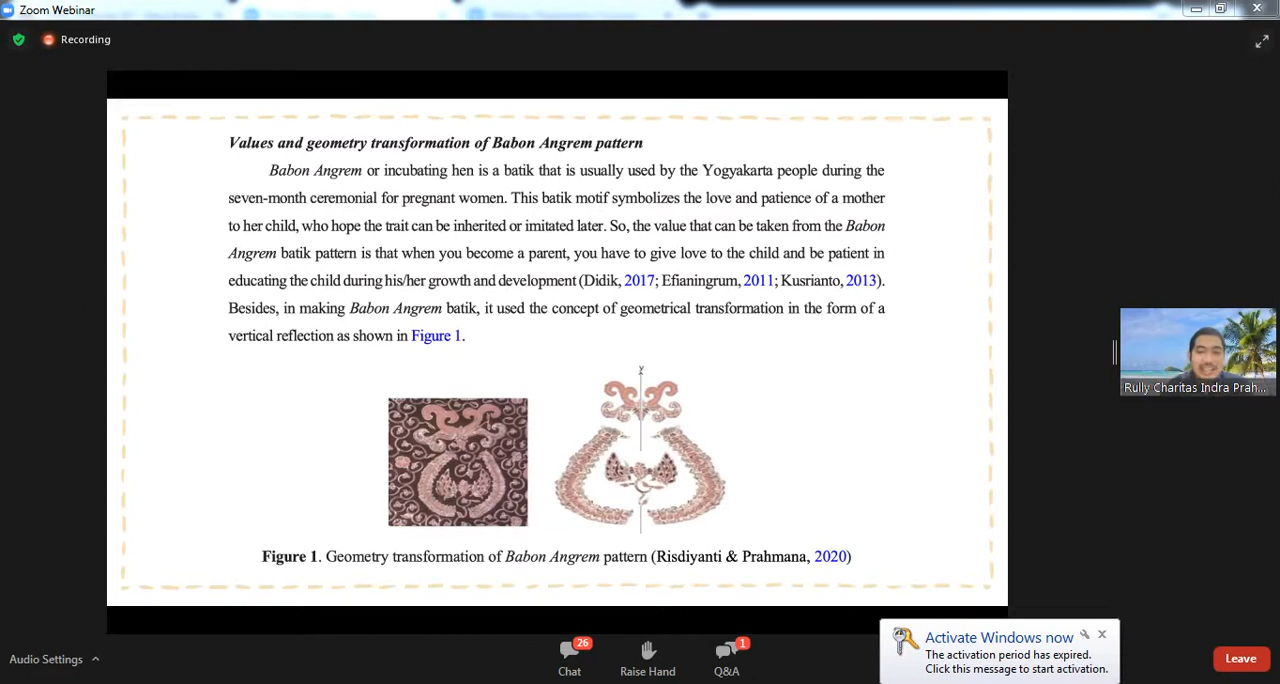 Zoom Webinar
Recording
Values and geometry transformation of Babon Angrem pattern
Babon Angrem or incubating hen is a batik that is usually used by the Yogyakarta people during the
seven-month ceremonial for pregnant women. This batik motif symbolizes the love and patience of a mother
to her child, who hope the trait can be inherited or imitated later. So, the value that can be taken from the Babon
Angrem batik pattern is that when you become a parent, you have to give love to the child and be patient in
educating the child during his/her growth and development (Didik, 2017; Efianingrum, 2011; Kusrianto, 2013).
Besides, in making Babon Angrem batik, it used the concept of geometrical transformation in the form of a
vertical reflection as shown in Figure 1.
y
Figure 1. Geometry transformation of Babon Angrem pattern (Risdiyanti & Prahmana, 2020)
Rully Charitas Indra Prah...
Audio Settings
26
Chat
Raise Hand
1
Q&A
Activate Windows now
The activation period has expired.
Click this message to start activation.
Leave